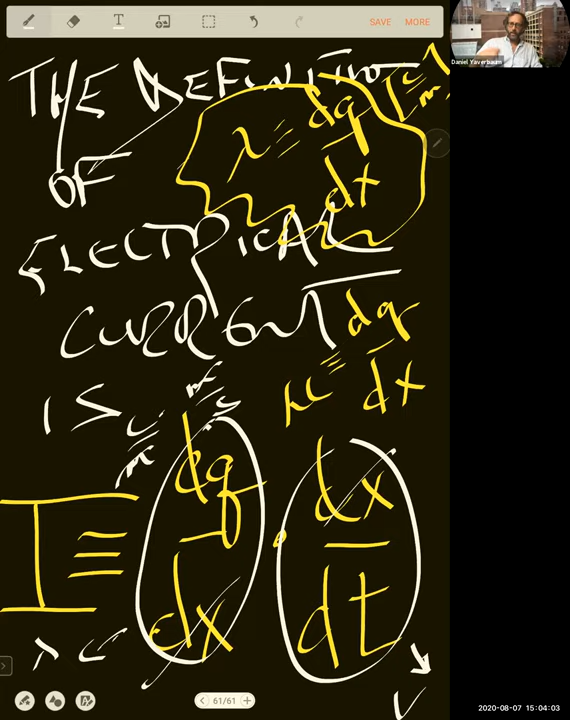 T
SAVE MORE
Daniel Yaverbaum
THE DEFINITIO
λ ≡ dq
dx
OF
ELECTRICAL
CURRENT
dq
dx
IS
I ≡ dq/dx · dx/dt
61/61
2020-08-07 15:04:03